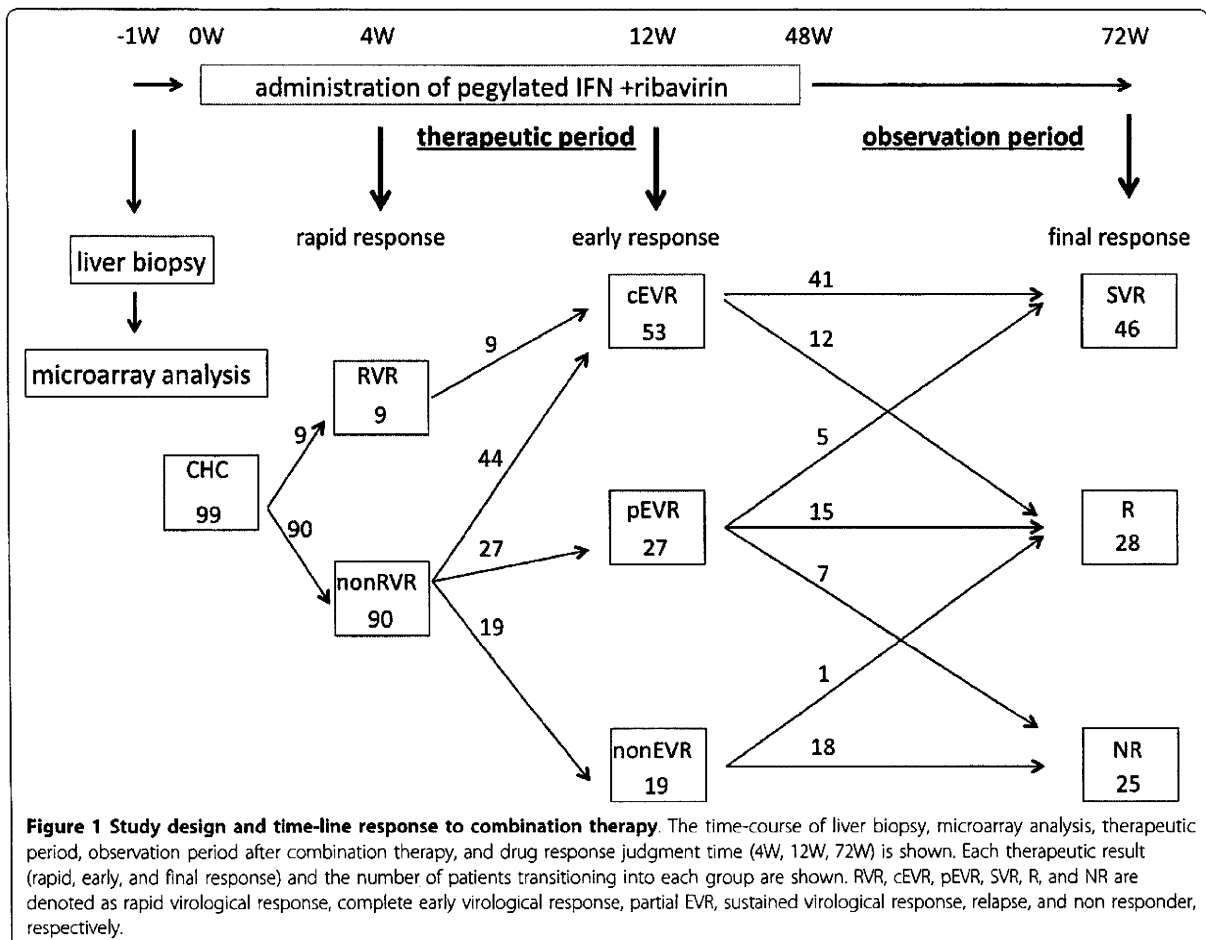 -1W 0W 4W 12W 48W 72W
administration of pegylated IFN +ribavirin
therapeutic period
observation period
liver biopsy
microarray analysis
rapid response
early response
final response
CHC
99
9
90
RVR
9
nonRVR
90
9
44
27
19
cEVR
53
pEVR
27
nonEVR
19
41
12
5
15
7
1
18
SVR
46
R
28
NR
25
Figure 1 Study design and time-line response to combination therapy. The time-course of liver biopsy, microarray analysis, therapeutic
period, observation period after combination therapy, and drug response judgment time (4W, 12W, 72W) is shown. Each therapeutic result
(rapid, early, and final response) and the number of patients transitioning into each group are shown. RVR, cEVR, pEVR, SVR, R, and NR are
denoted as rapid virological response, complete early virological response, partial EVR, sustained virological response, relapse, and non responder,
respectively.